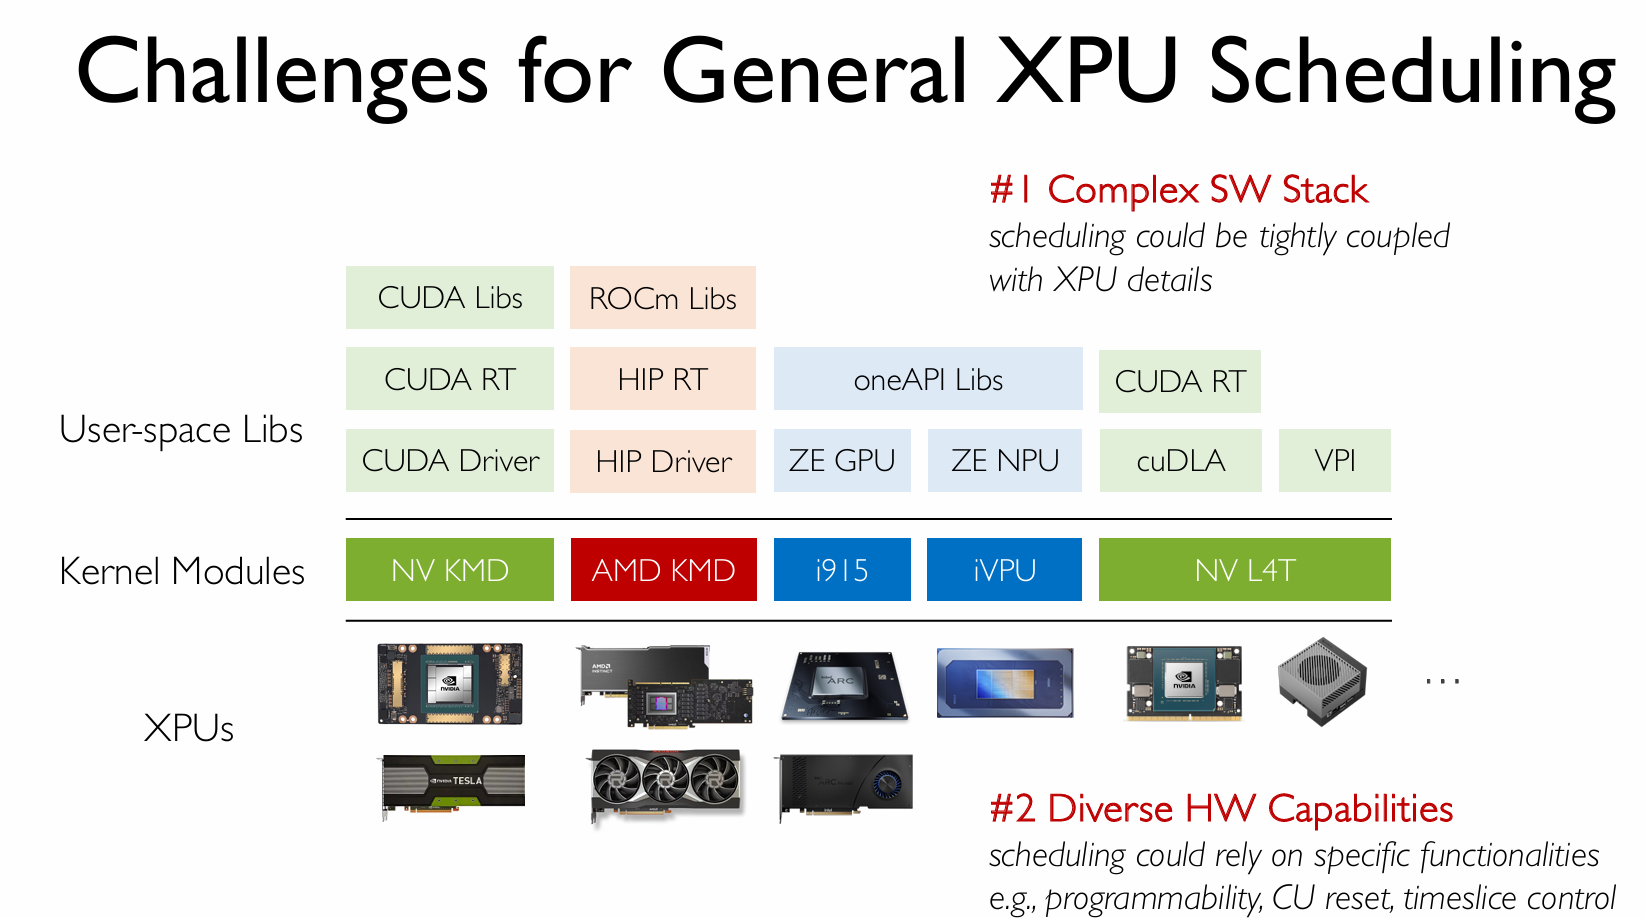 Challenges for General XPU Scheduling
#1 Complex SW Stack
scheduling could be tightly coupled
with XPU details
CUDA Libs
ROCm Libs
CUDA RT
HIP RT
oneAPI Libs
CUDA RT
User-space Libs
CUDA Driver
HIP Driver
ZE GPU
ZE NPU
cuDLA
VPI
Kernel Modules
NV KMD
AMD KMD
i915
iVPU
NV L4T
XPUs
NVIDIA
AMD
INSTINCT
ARC
NVIDIA
...
NVIDIA TESLA
ARC
#2 Diverse HW Capabilities
scheduling could rely on specific functionalities
e.g., programmability, CU reset, timeslice control